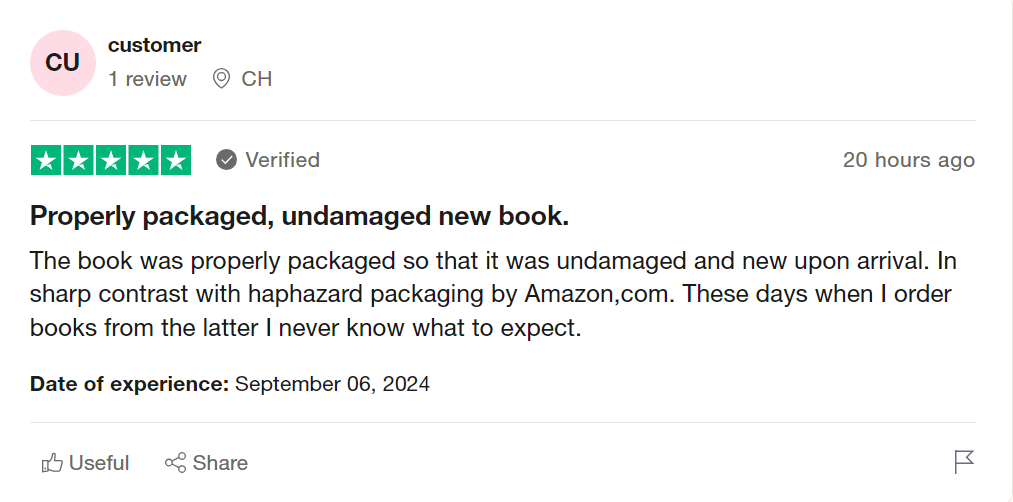 CU
customer
1 review CH
Verified 20 hours ago
Properly packaged, undamaged new book.
The book was properly packaged so that it was undamaged and new upon arrival. In
sharp contrast with haphazard packaging by Amazon,com. These days when I order
books from the latter I never know what to expect.
Date of experience: September 06, 2024
Useful Share